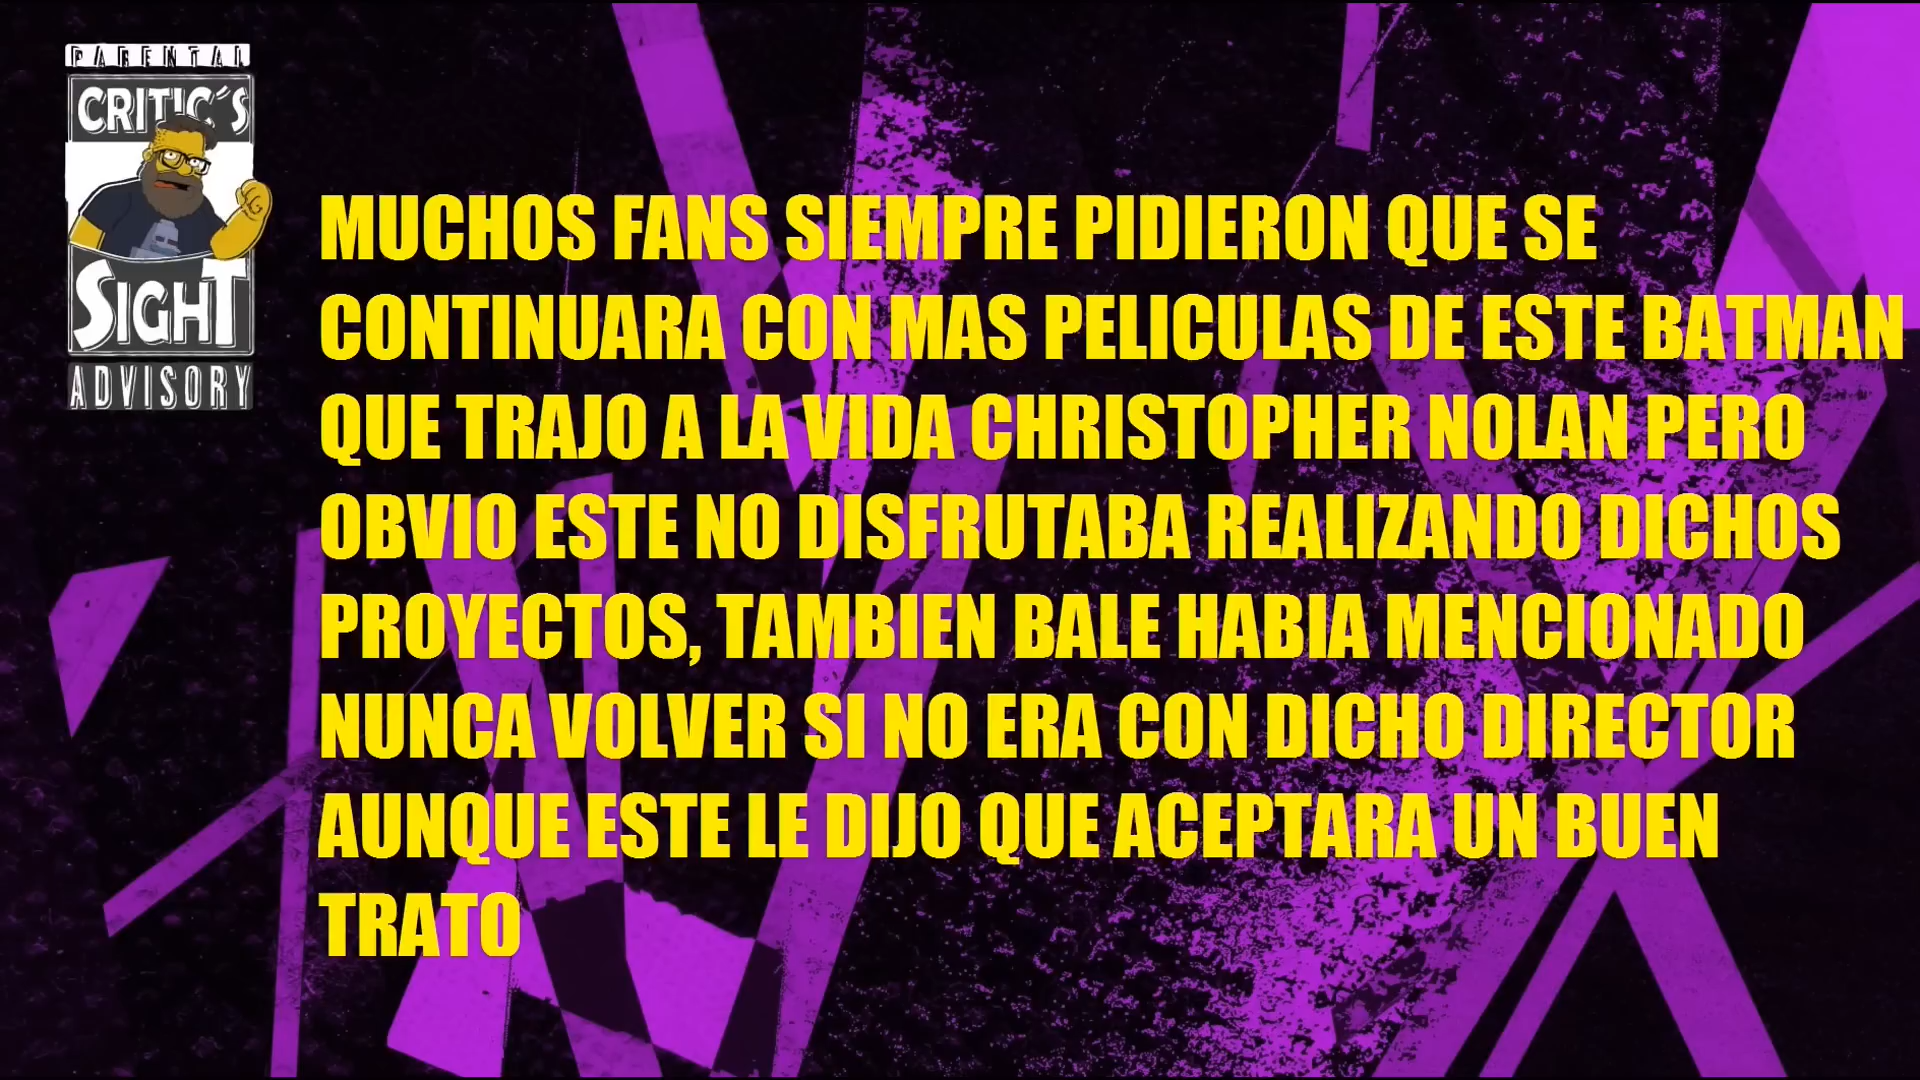 PARENTAL
CRITIC´S
SIGHT
ADVISORY
MUCHOS FANS SIEMPRE PIDIERON QUE SE
CONTINUARA CON MAS PELICULAS DE ESTE BATMAN
QUE TRAJO A LA VIDA CHRISTOPHER NOLAN PERO
OBVIO ESTE NO DISFRUTABA REALIZANDO DICHOS
PROYECTOS, TAMBIEN BALE HABIA MENCIONADO
NUNCA VOLVER SI NO ERA CON DICHO DIRECTOR
AUNQUE ESTE LE DIJO QUE ACEPTARA UN BUEN
TRATO